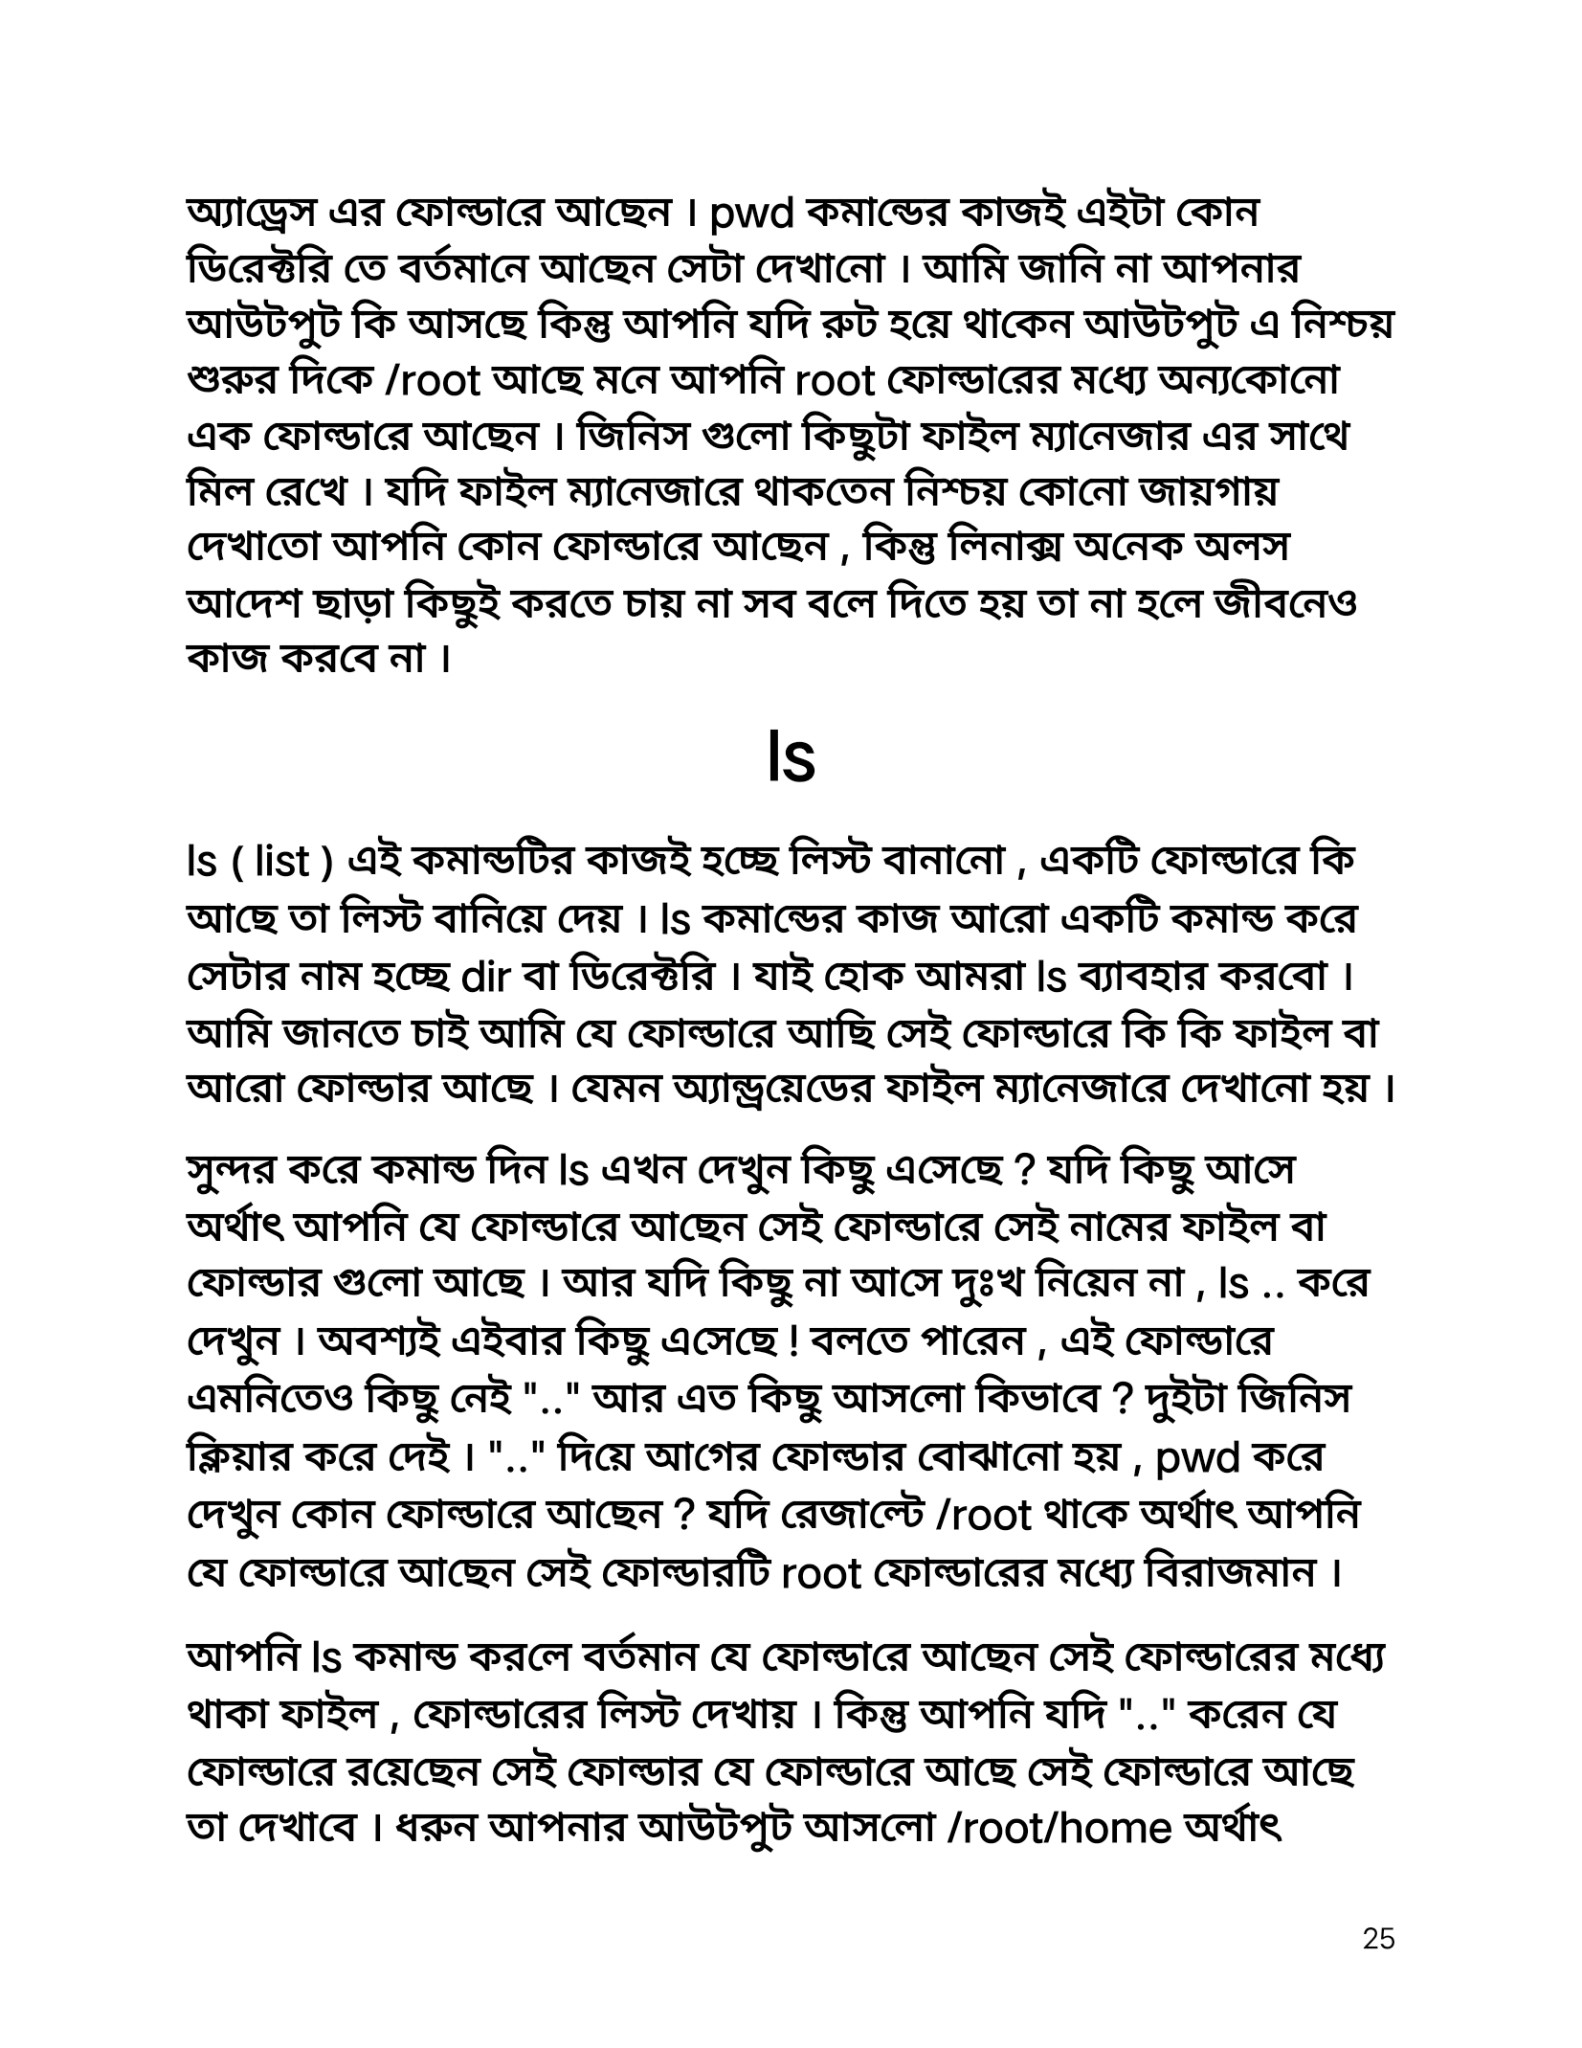 অ্যাড্রেস এর ফোল্ডারে আছেন । pwd কমান্ডের কাজই এইটা কোন
ডিরেক্টরি তে বর্তমানে আছেন সেটা দেখানো । আমি জানি না আপনার
আউটপুট কি আসছে কিন্তু আপনি যদি রুট হয়ে থাকেন আউটপুট এ নিশ্চয়
শুরুর দিকে /root আছে মনে আপনি root ফোল্ডারের মধ্যে অন্যকোনো
এক ফোল্ডারে আছেন । জিনিস গুলো কিছুটা ফাইল ম্যানেজার এর সাথে
মিল রেখে । যদি ফাইল ম্যানেজারে থাকতেন নিশ্চয় কোনো জায়গায়
দেখাতো আপনি কোন ফোল্ডারে আছেন , কিন্তু লিনাক্স অনেক অলস
আদেশ ছাড়া কিছুই করতে চায় না সব বলে দিতে হয় তা না হলে জীবনেও
কাজ করবে না ।
ls
ls ( list ) এই কমান্ডটির কাজই হচ্ছে লিস্ট বানানো , একটি ফোল্ডারে কি
আছে তা লিস্ট বানিয়ে দেয় । ls কমান্ডের কাজ আরো একটি কমান্ড করে
সেটার নাম হচ্ছে dir বা ডিরেক্টরি । যাই হোক আমরা ls ব্যাবহার করবো ।
আমি জানতে চাই আমি যে ফোল্ডারে আছি সেই ফোল্ডারে কি কি ফাইল বা
আরো ফোল্ডার আছে । যেমন অ্যান্ড্রয়েডের ফাইল ম্যানেজারে দেখানো হয় ।
সুন্দর করে কমান্ড দিন ls এখন দেখুন কিছু এসেছে ? যদি কিছু আসে
অর্থাৎ আপনি যে ফোল্ডারে আছেন সেই ফোল্ডারে সেই নামের ফাইল বা
ফোল্ডার গুলো আছে । আর যদি কিছু না আসে দুঃখ নিয়েন না , ls .. করে
দেখুন । অবশ্যই এইবার কিছু এসেছে ! বলতে পারেন , এই ফোল্ডারে
এমনিতেও কিছু নেই ".." আর এত কিছু আসলো কিভাবে ? দুইটা জিনিস
ক্লিয়ার করে দেই । ".." দিয়ে আগের ফোল্ডার বোঝানো হয় , pwd করে
দেখুন কোন ফোল্ডারে আছেন ? যদি রেজাল্টে /root থাকে অর্থাৎ আপনি
যে ফোল্ডারে আছেন সেই ফোল্ডারটি root ফোল্ডারের মধ্যে বিরাজমান ।
আপনি ls কমান্ড করলে বর্তমান যে ফোল্ডারে আছেন সেই ফোল্ডারের মধ্যে
থাকা ফাইল , ফোল্ডারের লিস্ট দেখায় । কিন্তু আপনি যদি ".." করেন যে
ফোল্ডারে রয়েছেন সেই ফোল্ডার যে ফোল্ডারে আছে সেই ফোল্ডারে আছে
তা দেখাবে । ধরুন আপনার আউটপুট আসলো /root/home অর্থাৎ
25